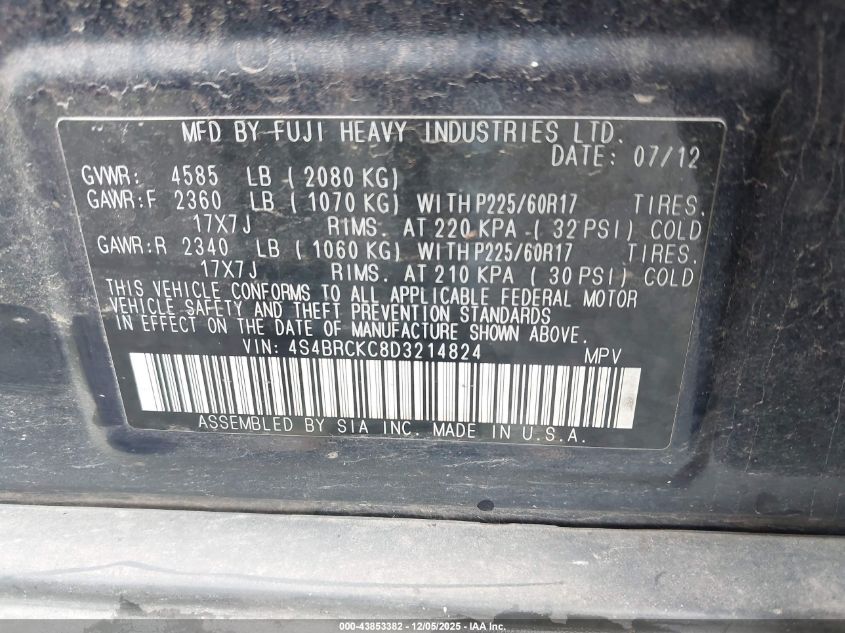 MFD BY FUJI HEAVY INDUSTRIES LTD.
DATE: 07/12
GVWR: 4585 LB ( 2080 KG)
GAWR:F 2360 LB ( 1070 KG) WITH P225/60R17 TIRES.
17X7J RIMS. AT 220 KPA ( 32 PSI) COLD
GAWR:R 2340 LB ( 1060 KG) WITH P225/60R17 TIRES.
17X7J RIMS. AT 210 KPA ( 30 PSI) COLD
THIS VEHICLE CONFORMS TO ALL APPLICABLE FEDERAL MOTOR
VEHICLE SAFETY AND THEFT PREVENTION STANDARDS
IN EFFECT ON THE DATE OF MANUFACTURE SHOWN ABOVE.
VIN: 4S4BRCKC8D3214824 MPV
ASSEMBLED BY SIA INC. MADE IN U.S.A.
000-43853382 - 12/05/2025 - IAA Inc.